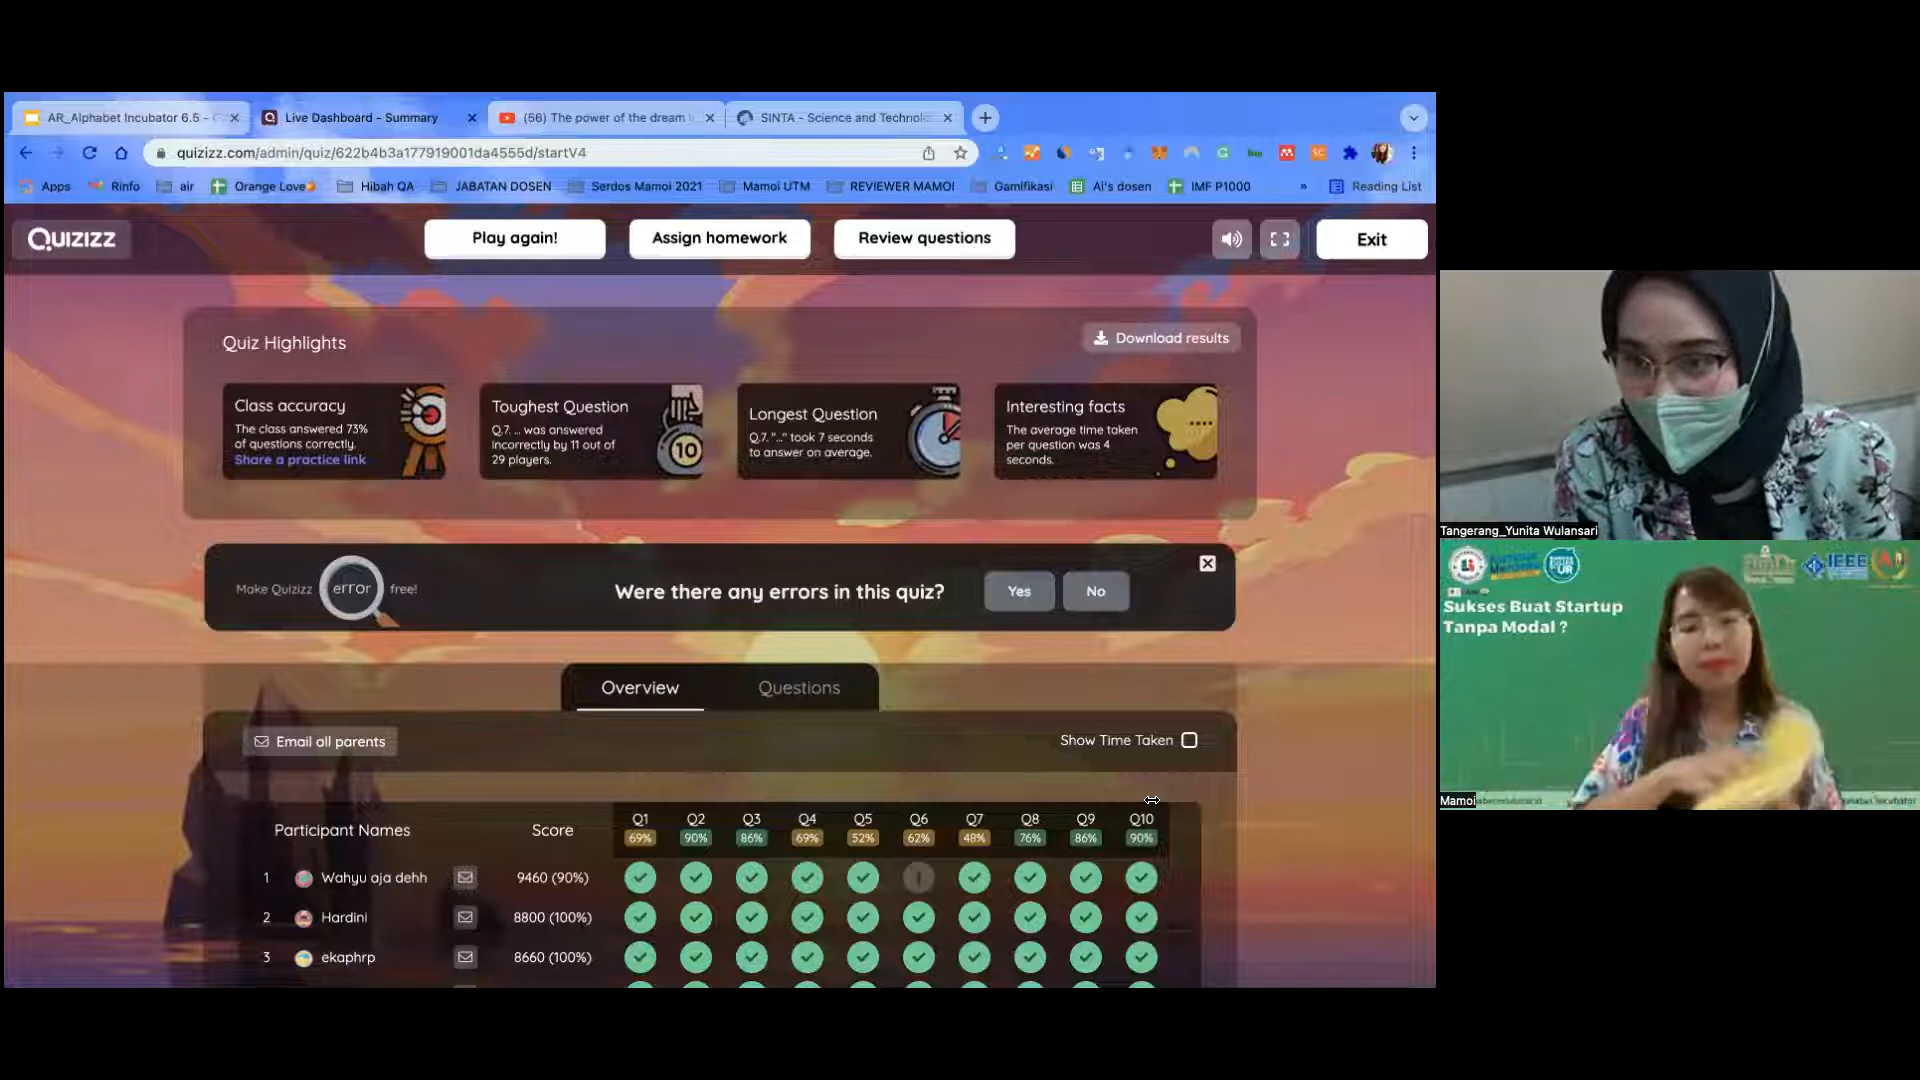 AR_Alphabet Incubator 6.5 -
Live Dashboard - Summary
(56) The power of the dream
SINTA - Science and Technolo
quizizz.com/admin/quiz/622b4b3a177919001da4555d/startV4
Apps
Rinfo
air
Orange Love
Hibah QA
JABATAN DOSEN
Serdos Mamoi 2021
Mamoi UTM
REVIEWER MAMOI
Gamifikasi
Ai's dosen
IMF P1000
»
Reading List
Quizizz
Play again!
Assign homework
Review questions
Exit
Quiz Highlights
Download results
Class accuracy
The class answered 73%
of questions correctly.
Share a practice link
Toughest Question
Q.7. ... was answered
incorrectly by 11 out of
29 players.
10
Longest Question
Q.7. "..." took 7 seconds
to answer on average.
Interesting facts
The average time taken
per question was 4
seconds.
Make Quizizz error free!
Were there any errors in this quiz?
Yes
No
Overview
Questions
Email all parents
Show Time Taken
Participant Names
Score
Q1 Q2 Q3 Q4 Q5 Q6 Q7 Q8 Q9 Q10
69% 90% 86% 69% 52% 62% 48% 76% 86% 90%
1 Wahyu aja dehh 9460 (90%)
2 Hardini 8800 (100%)
3 ekaphrp 8660 (100%)
Tangerang_Yunita Wulansari
IEEE
Sukses Buat Startup
Tanpa Modal ?
Mamoi